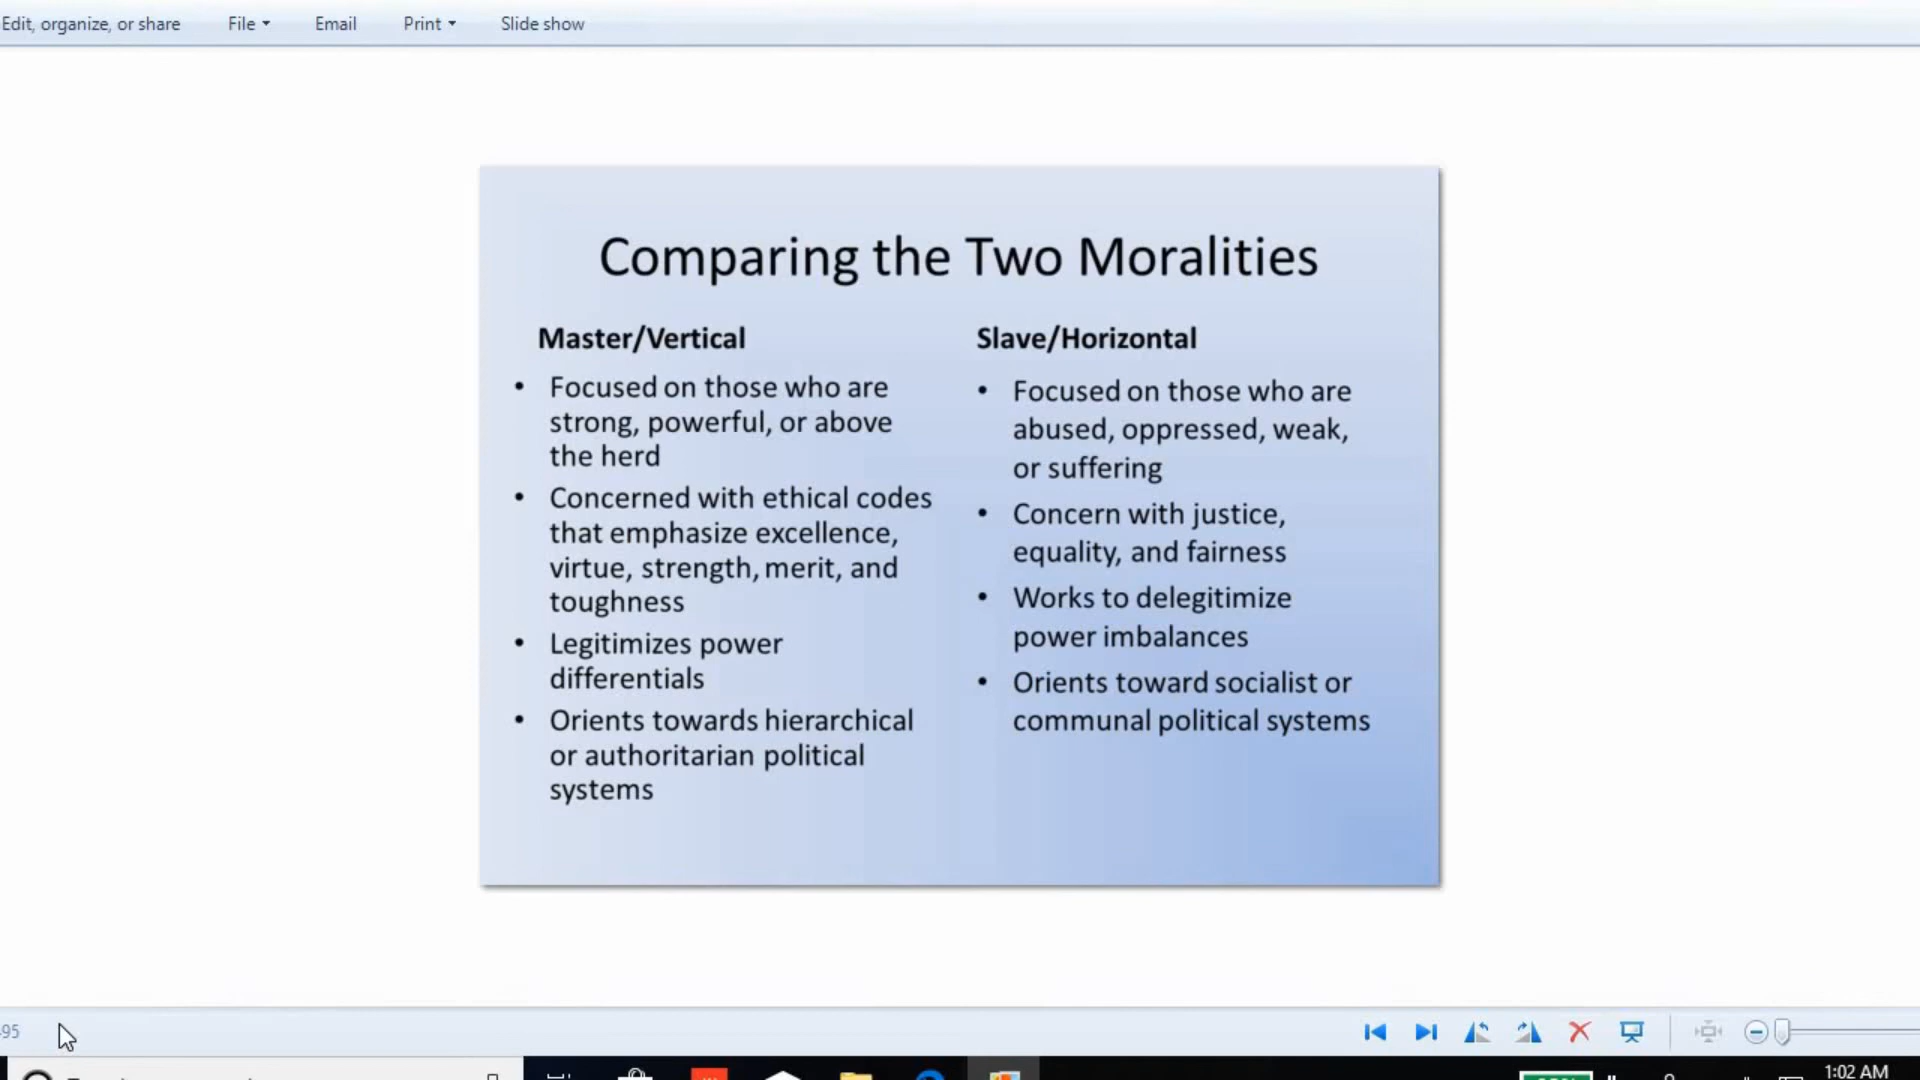 Edit, organize, or share File Email Print Slide show
Comparing the Two Moralities
Master/Vertical
• Focused on those who are
strong, powerful, or above
the herd
• Concerned with ethical codes
that emphasize excellence,
virtue, strength, merit, and
toughness
• Legitimizes power
differentials
• Orients towards hierarchical
or authoritarian political
systems
Slave/Horizontal
• Focused on those who are
abused, oppressed, weak,
or suffering
• Concern with justice,
equality, and fairness
• Works to delegitimize
power imbalances
• Orients toward socialist or
communal political systems
95
1:02 AM